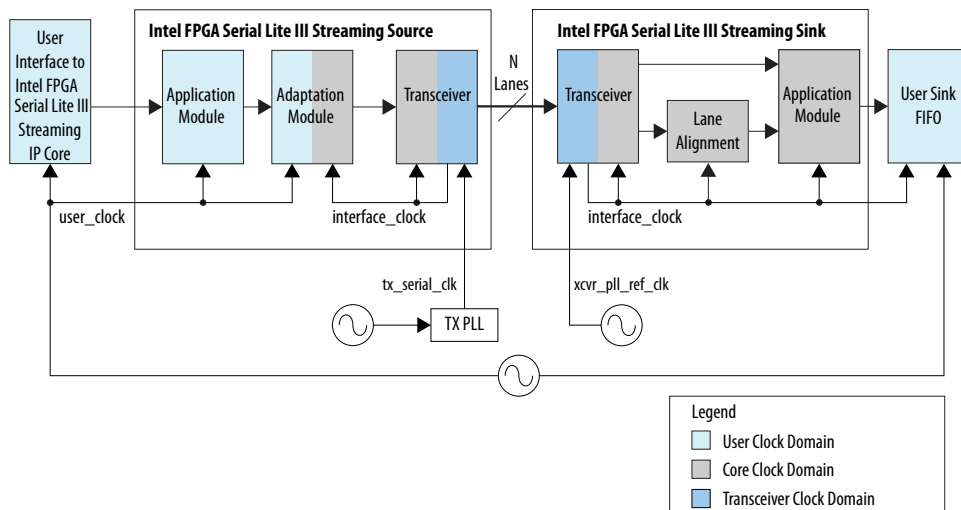 Intel FPGA Serial Lite III Streaming Source
Intel FPGA Serial Lite III Streaming Sink
User
Interface to
Intel FPGA
Serial Lite III
Streaming
IP Core
Application
Module
Adaptation
Module
Transceiver
N
Lanes
Transceiver
Lane
Alignment
Application
Module
User Sink
FIFO
user_clock
interface_clock
interface_clock
tx_serial_clk
xcvr_pll_ref_clk
TX PLL
Legend
User Clock Domain
Core Clock Domain
Transceiver Clock Domain